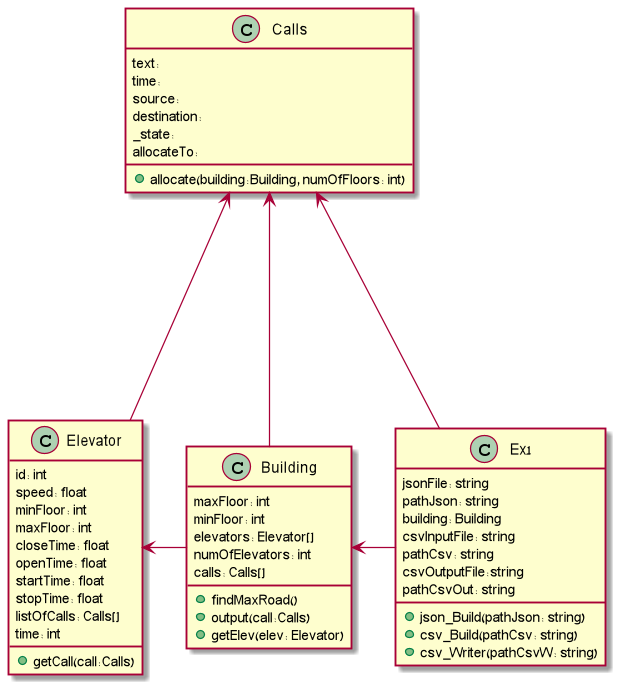 C Calls
text:
time:
source:
destination:
_state:
allocateTo:
allocate(building:Building, numOfFloors: int)
C Elevator
id: int
speed: float
minFloor: int
maxFloor: int
closeTime: float
openTime: float
startTime: float
stopTime: float
listOfCalls: Calls[]
time: int
getCall(call:Calls)
C Building
maxFloor: int
minFloor: int
elevators: Elevator[]
numOfElevators: int
calls: Calls[]
findMaxRoad()
output(call:Calls)
getElev(elev: Elevator)
C Ex1
jsonFile: string
pathJson: string
building: Building
csvInputFile: string
pathCsv: string
csvOutputFile:string
pathCsvOut: string
json_Build(pathJson: string)
csv_Build(pathCsv: string)
csv_Writer(pathCsvW: string)